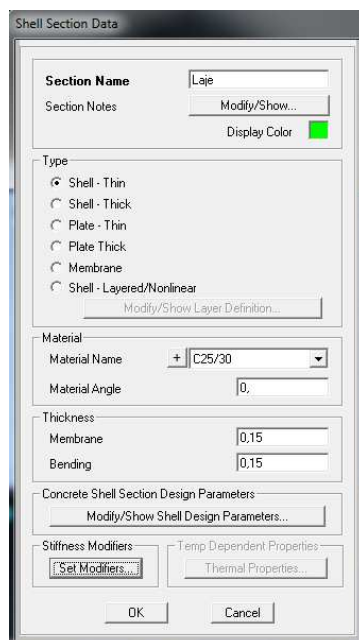 Shell Section Data
Section Name Laje
Section Notes Modify/Show...
Display Color
Type
Shell - Thin
Shell - Thick
Plate - Thin
Plate Thick
Membrane
Shell - Layered/Nonlinear
Modify/Show Layer Definition...
Material
Material Name + C25/30
Material Angle 0,
Thickness
Membrane 0,15
Bending 0,15
Concrete Shell Section Design Parameters
Modify/Show Shell Design Parameters...
Stiffness Modifiers Temp Dependent Properties
Set Modifiers... Thermal Properties...
OK Cancel